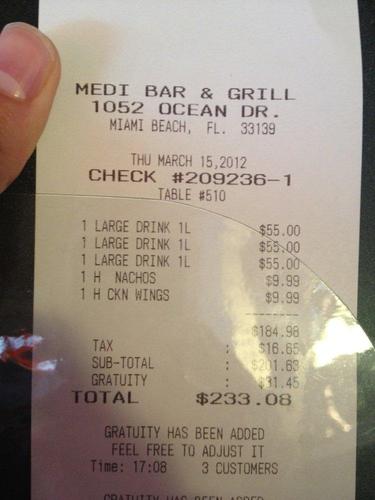 MEDI BAR & GRILL
1052 OCEAN DR.
MIAMI BEACH, FL. 33139
THU MARCH 15,2012
CHECK #209236-1
TABLE #510
1 LARGE DRINK 1L $55.00
1 LARGE DRINK 1L $55.00
1 LARGE DRINK 1L $55.00
1 H NACHOS $9.99
1 H CKN WINGS $9.99
---------
$184.98
TAX : $16.65
SUB-TOTAL : $201.63
GRATUITY : $31.45
TOTAL $233.08
GRATUITY HAS BEEN ADDED
FEEL FREE TO ADJUST IT
Time: 17:08 3 CUSTOMERS
GRATUITY HAS BEEN ADDED